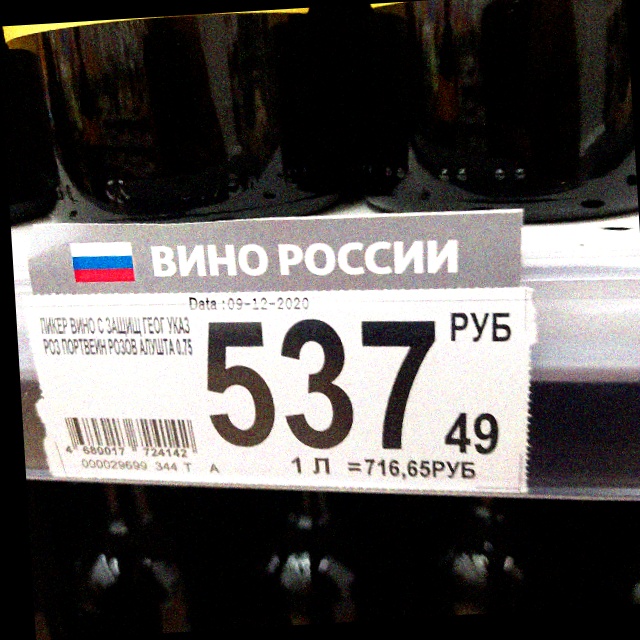 ВИНО РОССИИ
Data :09-12-2020
ЛИКЕР ВИНО С ЗАЩИЩ ГЕОГ УКАЗ
РОЗ ПОРТВЕЙН РОЗОВ АЛУШТА 0.75
537 РУБ
49
4 680017 724142
000029699 344 Т А
1 Л =716,65РУБ